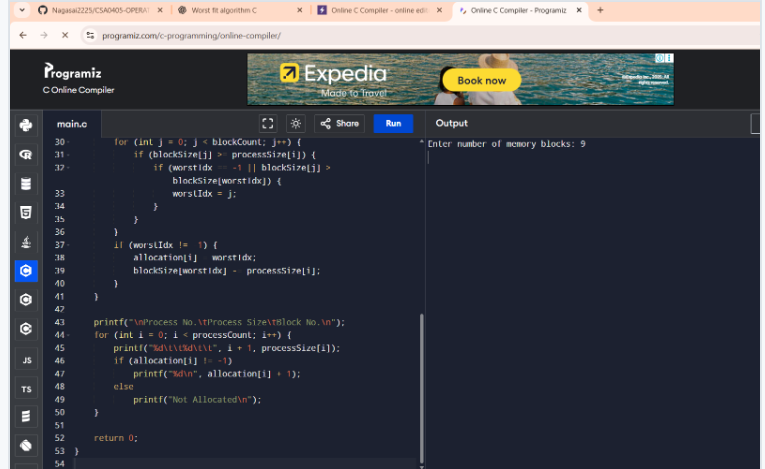 Nagasai2225/CSA0405-OPERAT
Worst fit algorithm C
Online C Compiler - online edit
Online C Compiler - Programiz
programiz.com/c-programming/online-compiler/
Programiz
C Online Compiler
Expedia
Made to Travel
Book now
main.c
Share
Run
Output
30 for (int j = 0; j < blockCount; j++) {
31 if (blockSize[j] >= processSize[i]) {
32 if (worstIdx == -1 || blockSize[j] >
blockSize[worstIdx]) {
33 worstIdx = j;
34 }
35 }
36 }
37 if (worstIdx != -1) {
38 allocation[i] = worstIdx;
39 blockSize[worstIdx] -= processSize[i];
40 }
41 }
42
43 printf("\nProcess No.\tProcess Size\tBlock No.\n");
44 for (int i = 0; i < processCount; i++) {
45 printf("%d\t\t%d\t\t", i + 1, processSize[i]);
46 if (allocation[i] != -1)
47 printf("%d\n", allocation[i] + 1);
48 else
49 printf("Not Allocated\n");
50 }
51
52 return 0;
53 }
54
Enter number of memory blocks: 9
JS
TS